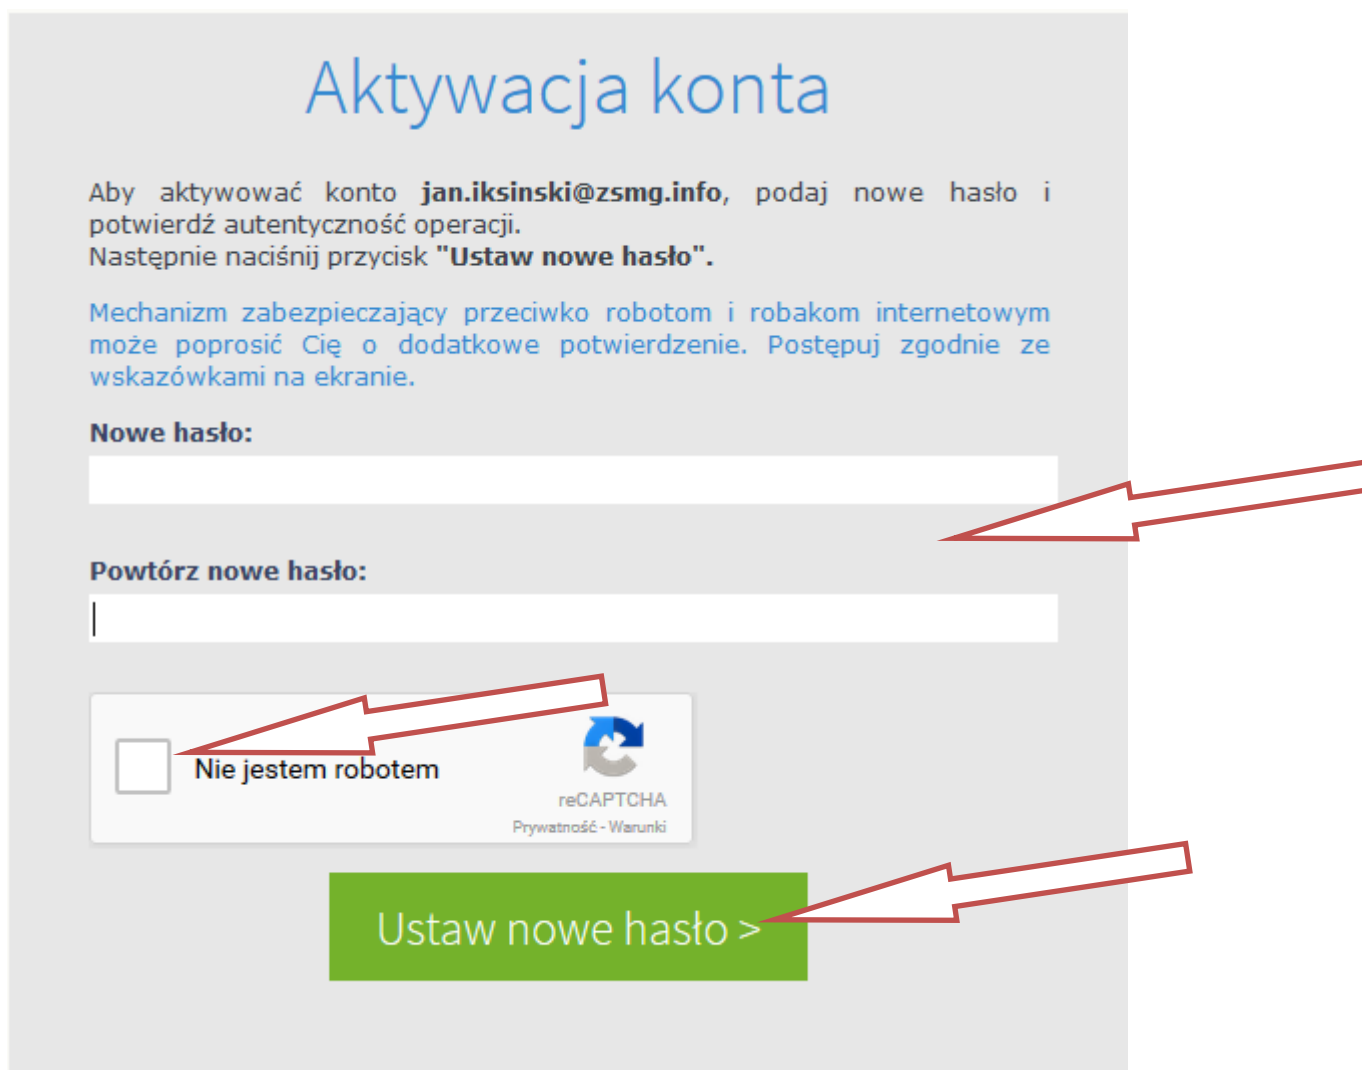 Aktywacja konta
Aby aktywować konto jan.iksinski@zsmg.info, podaj nowe hasło i
potwierdź autentyczność operacji.
Następnie naciśnij przycisk "Ustaw nowe hasło".
Mechanizm zabezpieczający przeciwko robotom i robakom internetowym
może poprosić Cię o dodatkowe potwierdzenie. Postępuj zgodnie ze
wskazówkami na ekranie.
Nowe hasło:
Powtórz nowe hasło:
Nie jestem robotem
reCAPTCHA
Prywatność - Warunki
Ustaw nowe hasło >